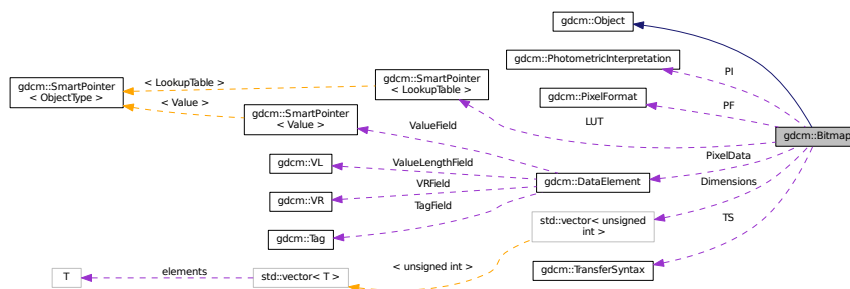 gdcm::Object
gdcm::PhotometricInterpretation
PI
gdcm::SmartPointer
< ObjectType >
< LookupTable >
gdcm::SmartPointer
< LookupTable >
gdcm::PixelFormat
PF
< Value >
gdcm::SmartPointer
< Value >
ValueField
LUT
gdcm::Bitmap
PixelData
gdcm::VL
ValueLengthField
gdcm::DataElement
Dimensions
gdcm::VR
VRField
TagField
gdcm::Tag
std::vector< unsigned
int >
TS
T
elements
std::vector< T >
< unsigned int >
gdcm::TransferSyntax